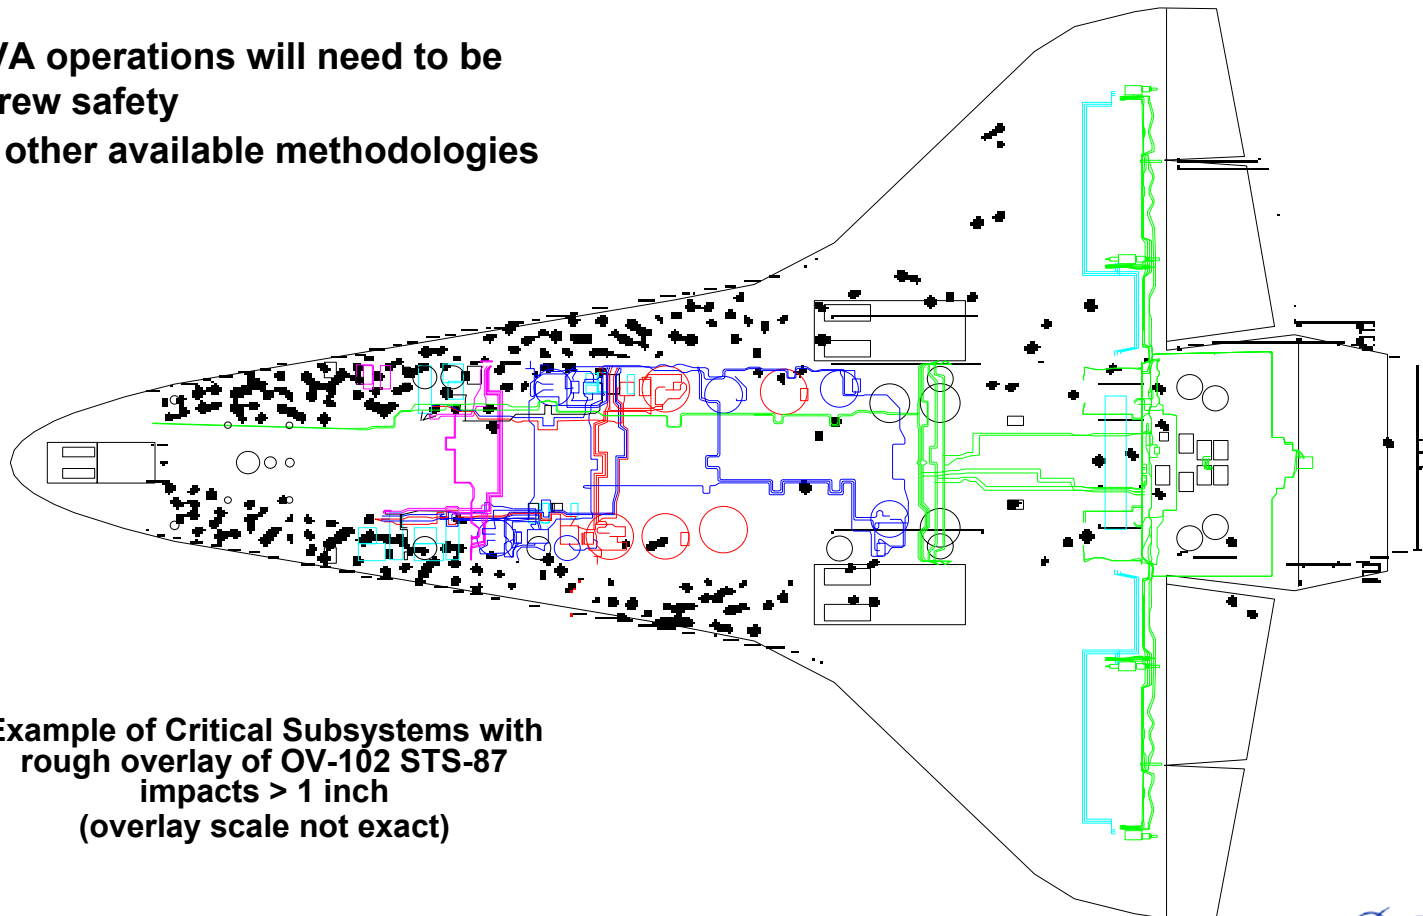 VA operations will need to be
rew safety
other available methodologies
Example of Critical Subsystems with
rough overlay of OV-102 STS-87
impacts > 1 inch
(overlay scale not exact)